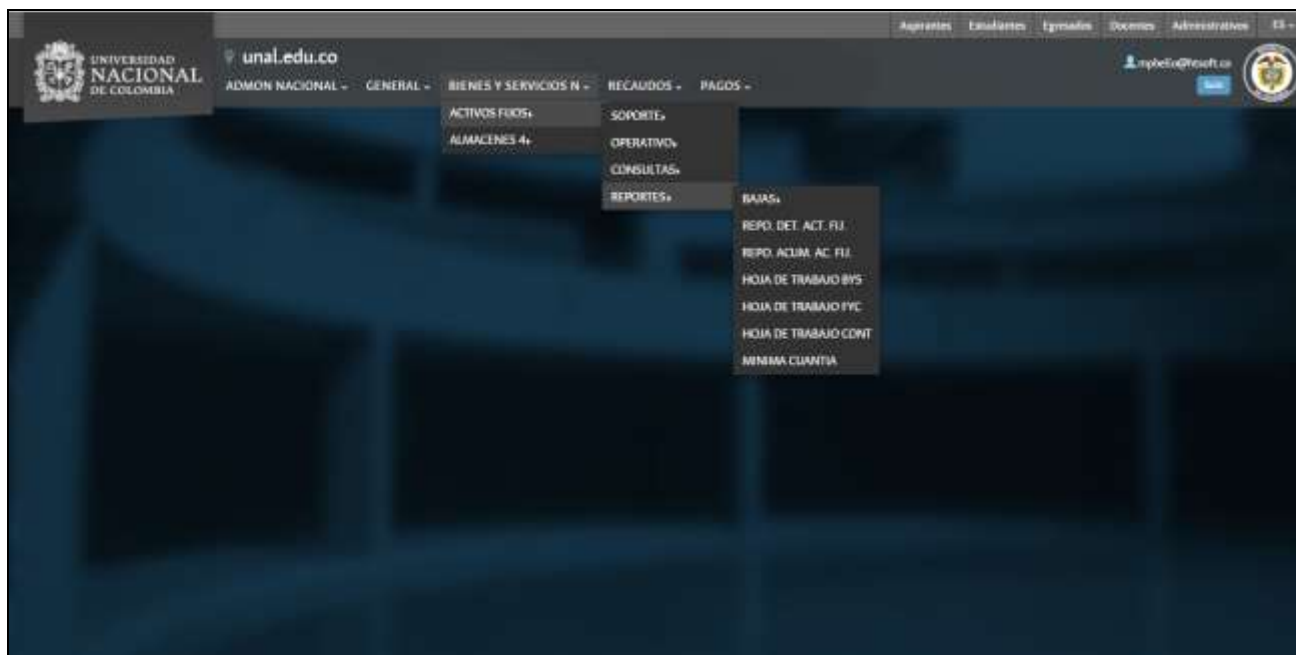 Aspirantes Estudiantes Egresados Docentes Administrativos ES
UNIVERSIDAD
NACIONAL
DE COLOMBIA
unal.edu.co
ADMON NACIONAL GENERAL BIENES Y SERVICIOS N RECAUDOS PAGOS
ACTIVOS FIJOS
ALMACENES 4
SOPORTE
OPERATIVO
CONSULTAS
REPORTES
BAJAS
REPO. DET. ACT. FIJ.
REPO. ACUM. AC. FIJ.
HOJA DE TRABAJO BYS
HOJA DE TRABAJO FYC
HOJA DE TRABAJO CONT
MINIMA CUANTIA